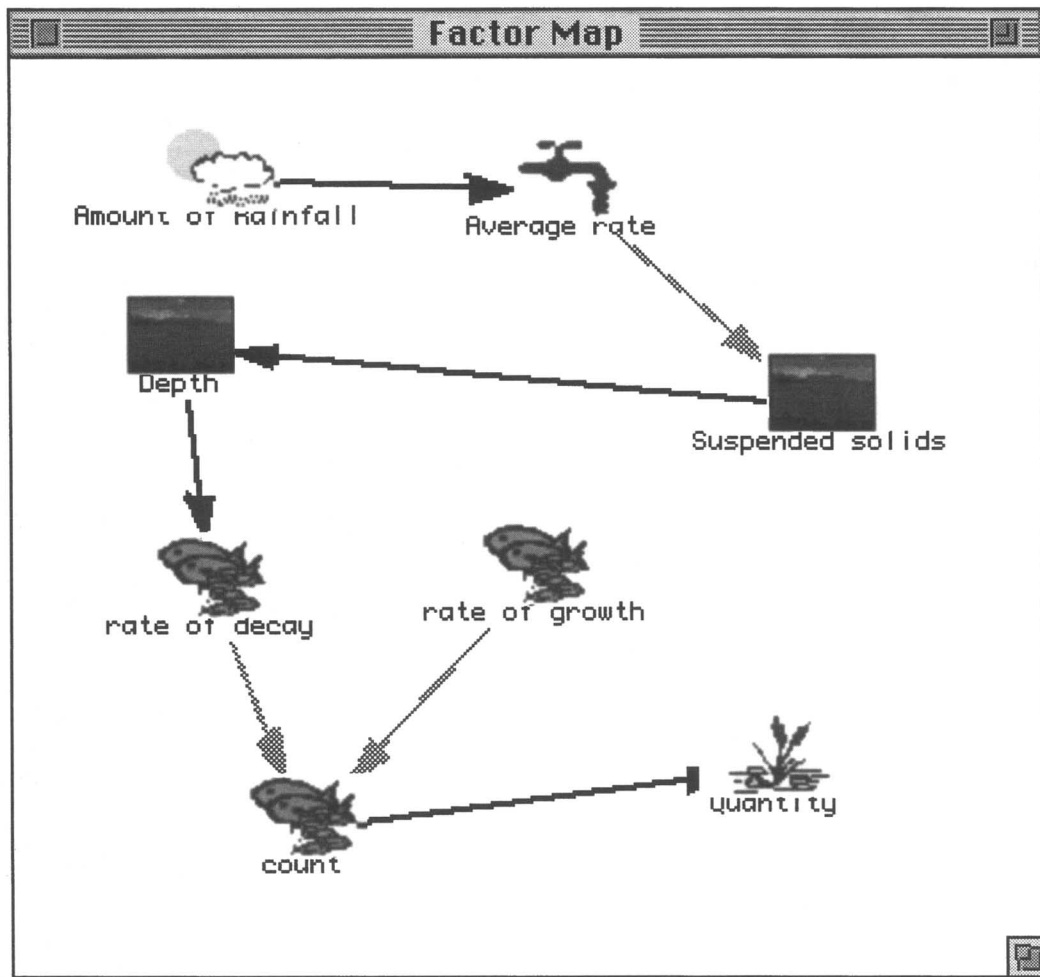 Factor Map
Amount of Rainfall
Average rate
Depth
Suspended solids
rate of decay
rate of growth
Quantity
count